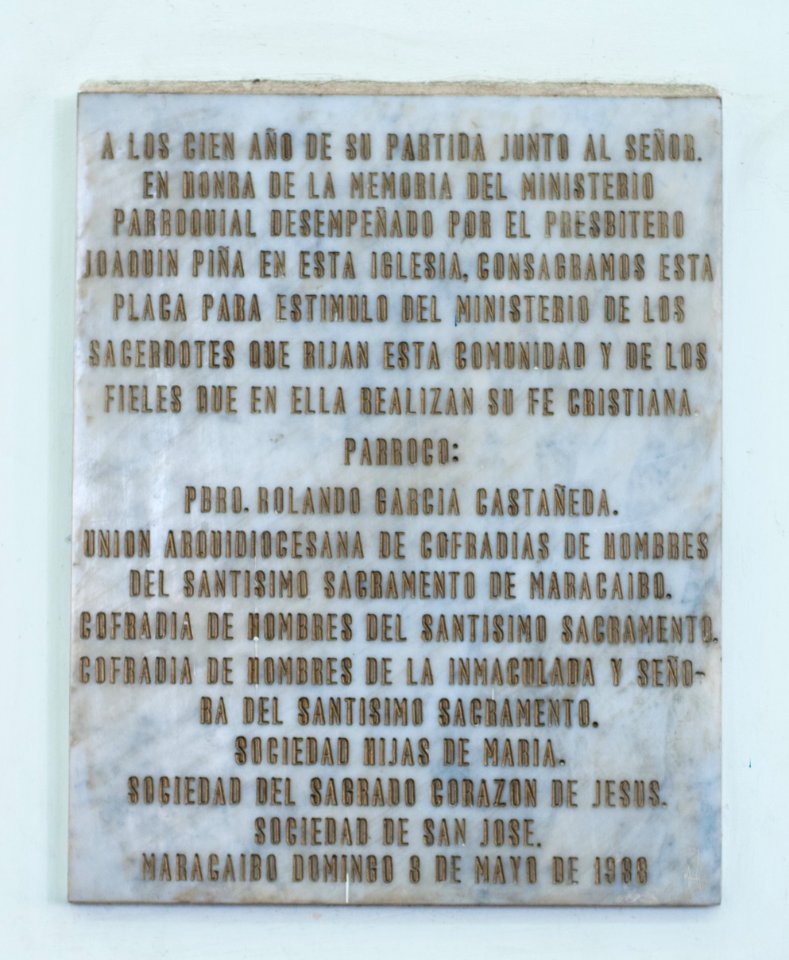 A LOS CIEN AÑO DE SU PARTIDA JUNTO AL SEÑOR.
EN HONRA DE LA MEMORIA DEL MINISTERIO
PARROQUIAL DESEMPEÑADO POR EL PRESBITERO
JOAQUIN PIÑA EN ESTA IGLESIA, CONSAGRAMOS ESTA
PLACA PARA ESTIMULO DEL MINISTERIO DE LOS
SACERDOTES QUE RIJAN ESTA COMUNIDAD Y DE LOS
FIELES QUE EN ELLA REALIZAN SU FE CRISTIANA
PARROCO:
PBRO. ROLANDO GARCIA CASTAÑEDA.
UNION ARQUIDIOCESANA DE COFRADIAS DE HOMBRES
DEL SANTISIMO SACRAMENTO DE MARACAIBO.
COFRADIA DE HOMBRES DEL SANTISIMO SACRAMENTO.
COFRADIA DE HOMBRES DE LA INMACULADA Y SEÑO-
RA DEL SANTISIMO SACRAMENTO.
SOCIEDAD HIJAS DE MARIA.
SOCIEDAD DEL SAGRADO CORAZON DE JESUS.
SOCIEDAD DE SAN JOSE.
MARACAIBO DOMINGO 8 DE MAYO DE 1988